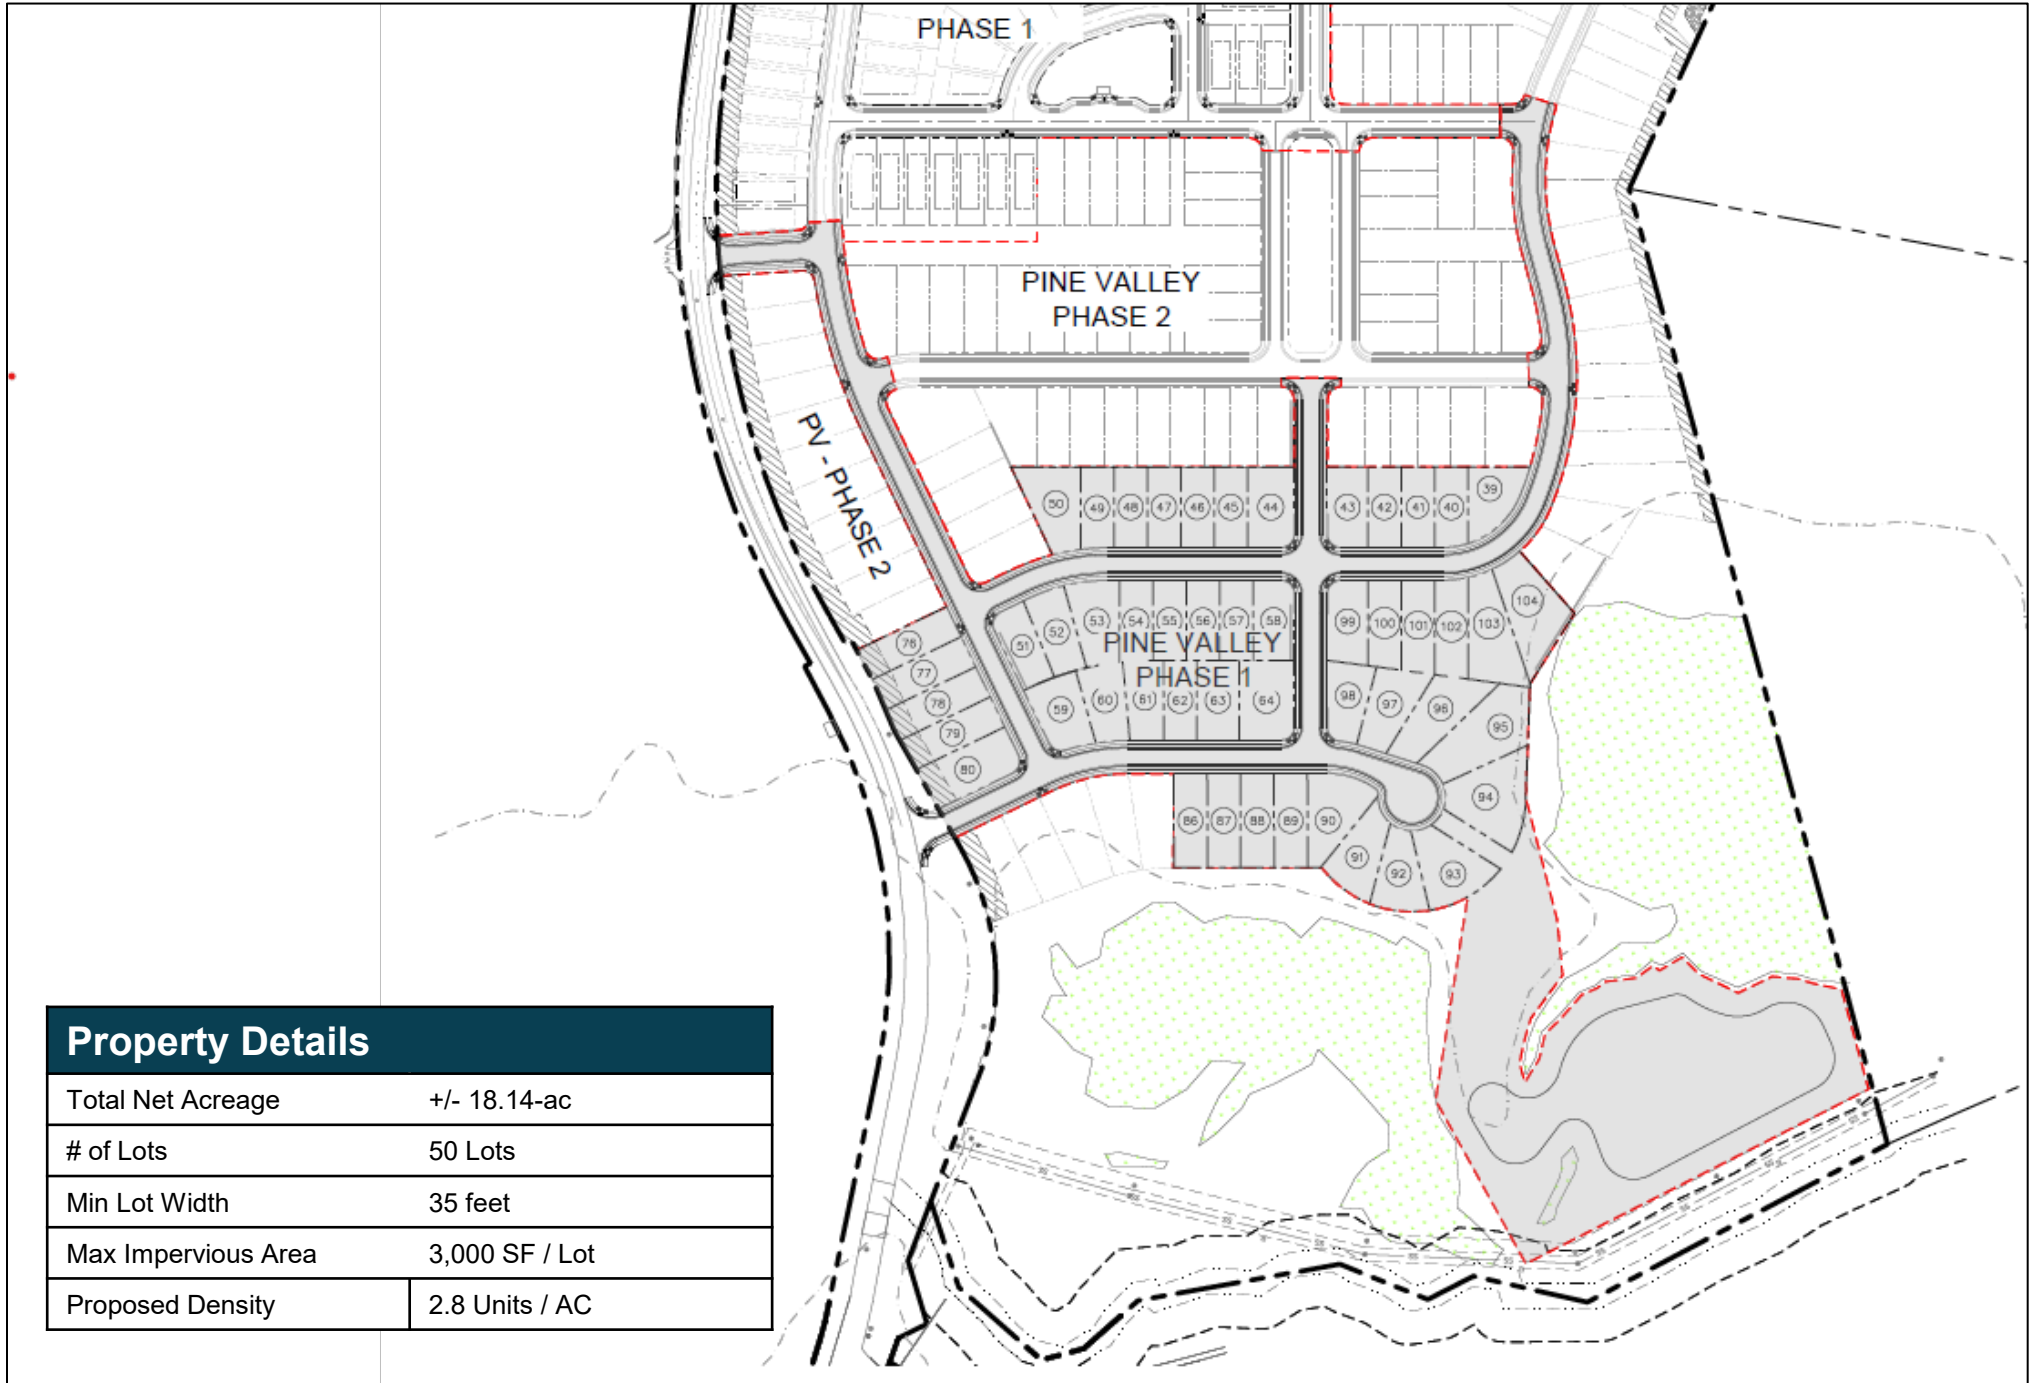 PHASE 1
PINE VALLEY
PHASE 2
PV - PHASE 2
50 49 48 47 46 45 44 43 42 41 40 39
51 52 53 54 55 56 57 58 99 100 101 102 103 104
PINE VALLEY
PHASE 1
59 60 61 62 63 64 98 97 96 95
76
77
78
79
80
94
86 87 88 89 90
91 92 93
Property Details
Total Net Acreage +/- 18.14-ac
# of Lots 50 Lots
Min Lot Width 35 feet
Max Impervious Area 3,000 SF / Lot
Proposed Density 2.8 Units / AC